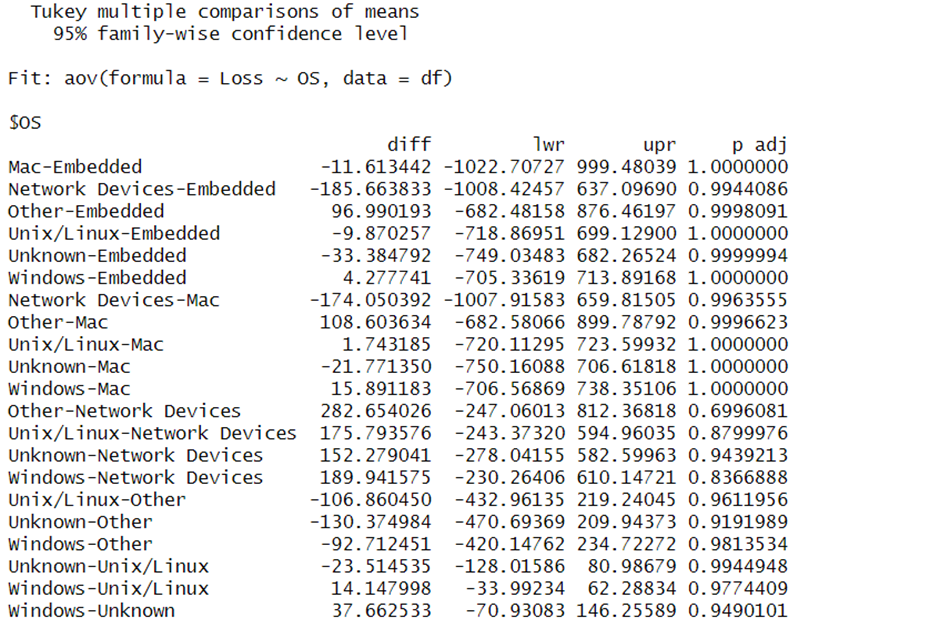 Tukey multiple comparisons of means
95% family-wise confidence level
Fit: aov(formula = Loss ~ OS, data = df)
$OS
diff lwr upr p adj
Mac-Embedded -11.613442 -1022.70727 999.48039 1.0000000
Network Devices-Embedded -185.663833 -1008.42457 637.09690 0.9944086
Other-Embedded 96.990193 -682.48158 876.46197 0.9998091
Unix/Linux-Embedded -9.870257 -718.86951 699.12900 1.0000000
Unknown-Embedded -33.384792 -749.03483 682.26524 0.9999994
Windows-Embedded 4.277741 -705.33619 713.89168 1.0000000
Network Devices-Mac -174.050392 -1007.91583 659.81505 0.9963555
Other-Mac 108.603634 -682.58066 899.78792 0.9996623
Unix/Linux-Mac 1.743185 -720.11295 723.59932 1.0000000
Unknown-Mac -21.771350 -750.16088 706.61818 1.0000000
Windows-Mac 15.891183 -706.56869 738.35106 1.0000000
Other-Network Devices 282.654026 -247.06013 812.36818 0.6996081
Unix/Linux-Network Devices 175.793576 -243.37320 594.96035 0.8799976
Unknown-Network Devices 152.279041 -278.04155 582.59963 0.9439213
Windows-Network Devices 189.941575 -230.26406 610.14721 0.8366888
Unix/Linux-Other -106.860450 -432.96135 219.24045 0.9611956
Unknown-Other -130.374984 -470.69369 209.94373 0.9191989
Windows-Other -92.712451 -420.14762 234.72272 0.9813534
Unknown-Unix/Linux -23.514535 -128.01586 80.98679 0.9944948
Windows-Unix/Linux 14.147998 -33.99234 62.28834 0.9774409
Windows-Unknown 37.662533 -70.93083 146.25589 0.9490101